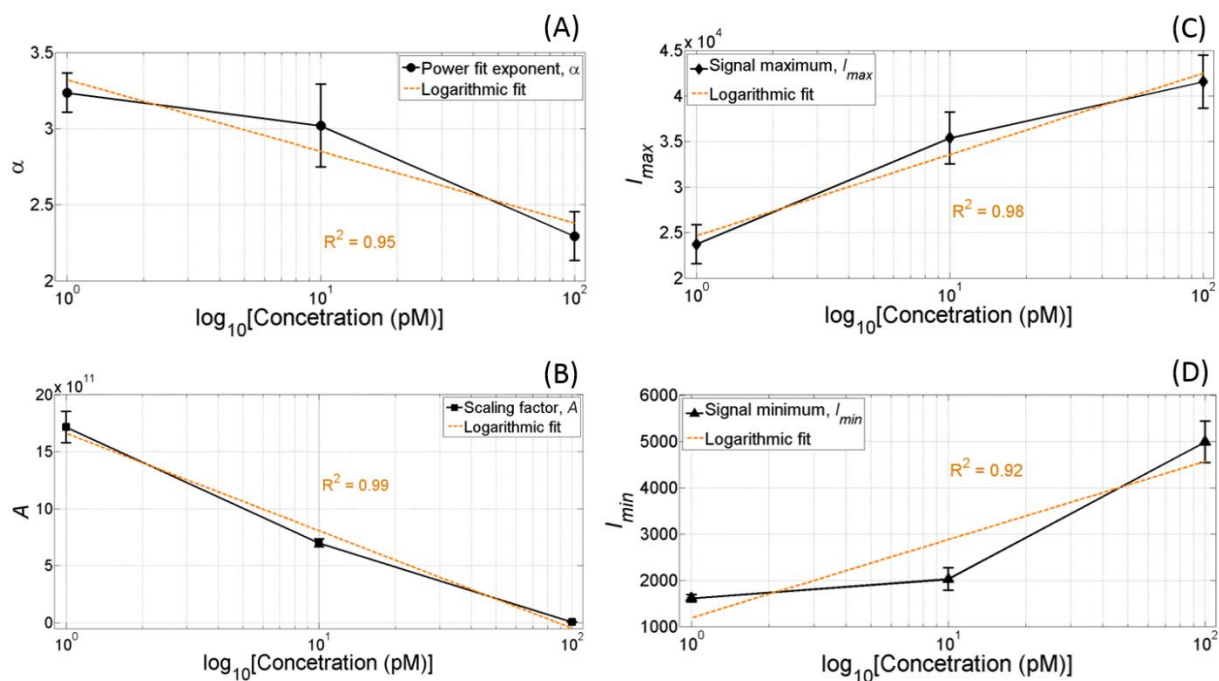 (A)
3.5
3
2.5
2
α
Power fit exponent, α
Logarithmic fit
R² = 0.95
10⁰
10¹
10²
log₁₀[Concetration (pM)]
(C)
x 10⁴
4.5
4
3.5
3
2.5
2
I_max
Signal maximum, I_max
Logarithmic fit
R² = 0.98
10⁰
10¹
10²
log₁₀[Concetration (pM)]
(B)
x 10¹¹
20
15
10
5
0
A
Scaling factor, A
Logarithmic fit
R² = 0.99
10⁰
10¹
10²
log₁₀[Concetration (pM)]
(D)
6000
5000
4000
3000
2000
1000
I_min
Signal minimum, I_min
Logarithmic fit
R² = 0.92
10⁰
10¹
10²
log₁₀[Concetration (pM)]